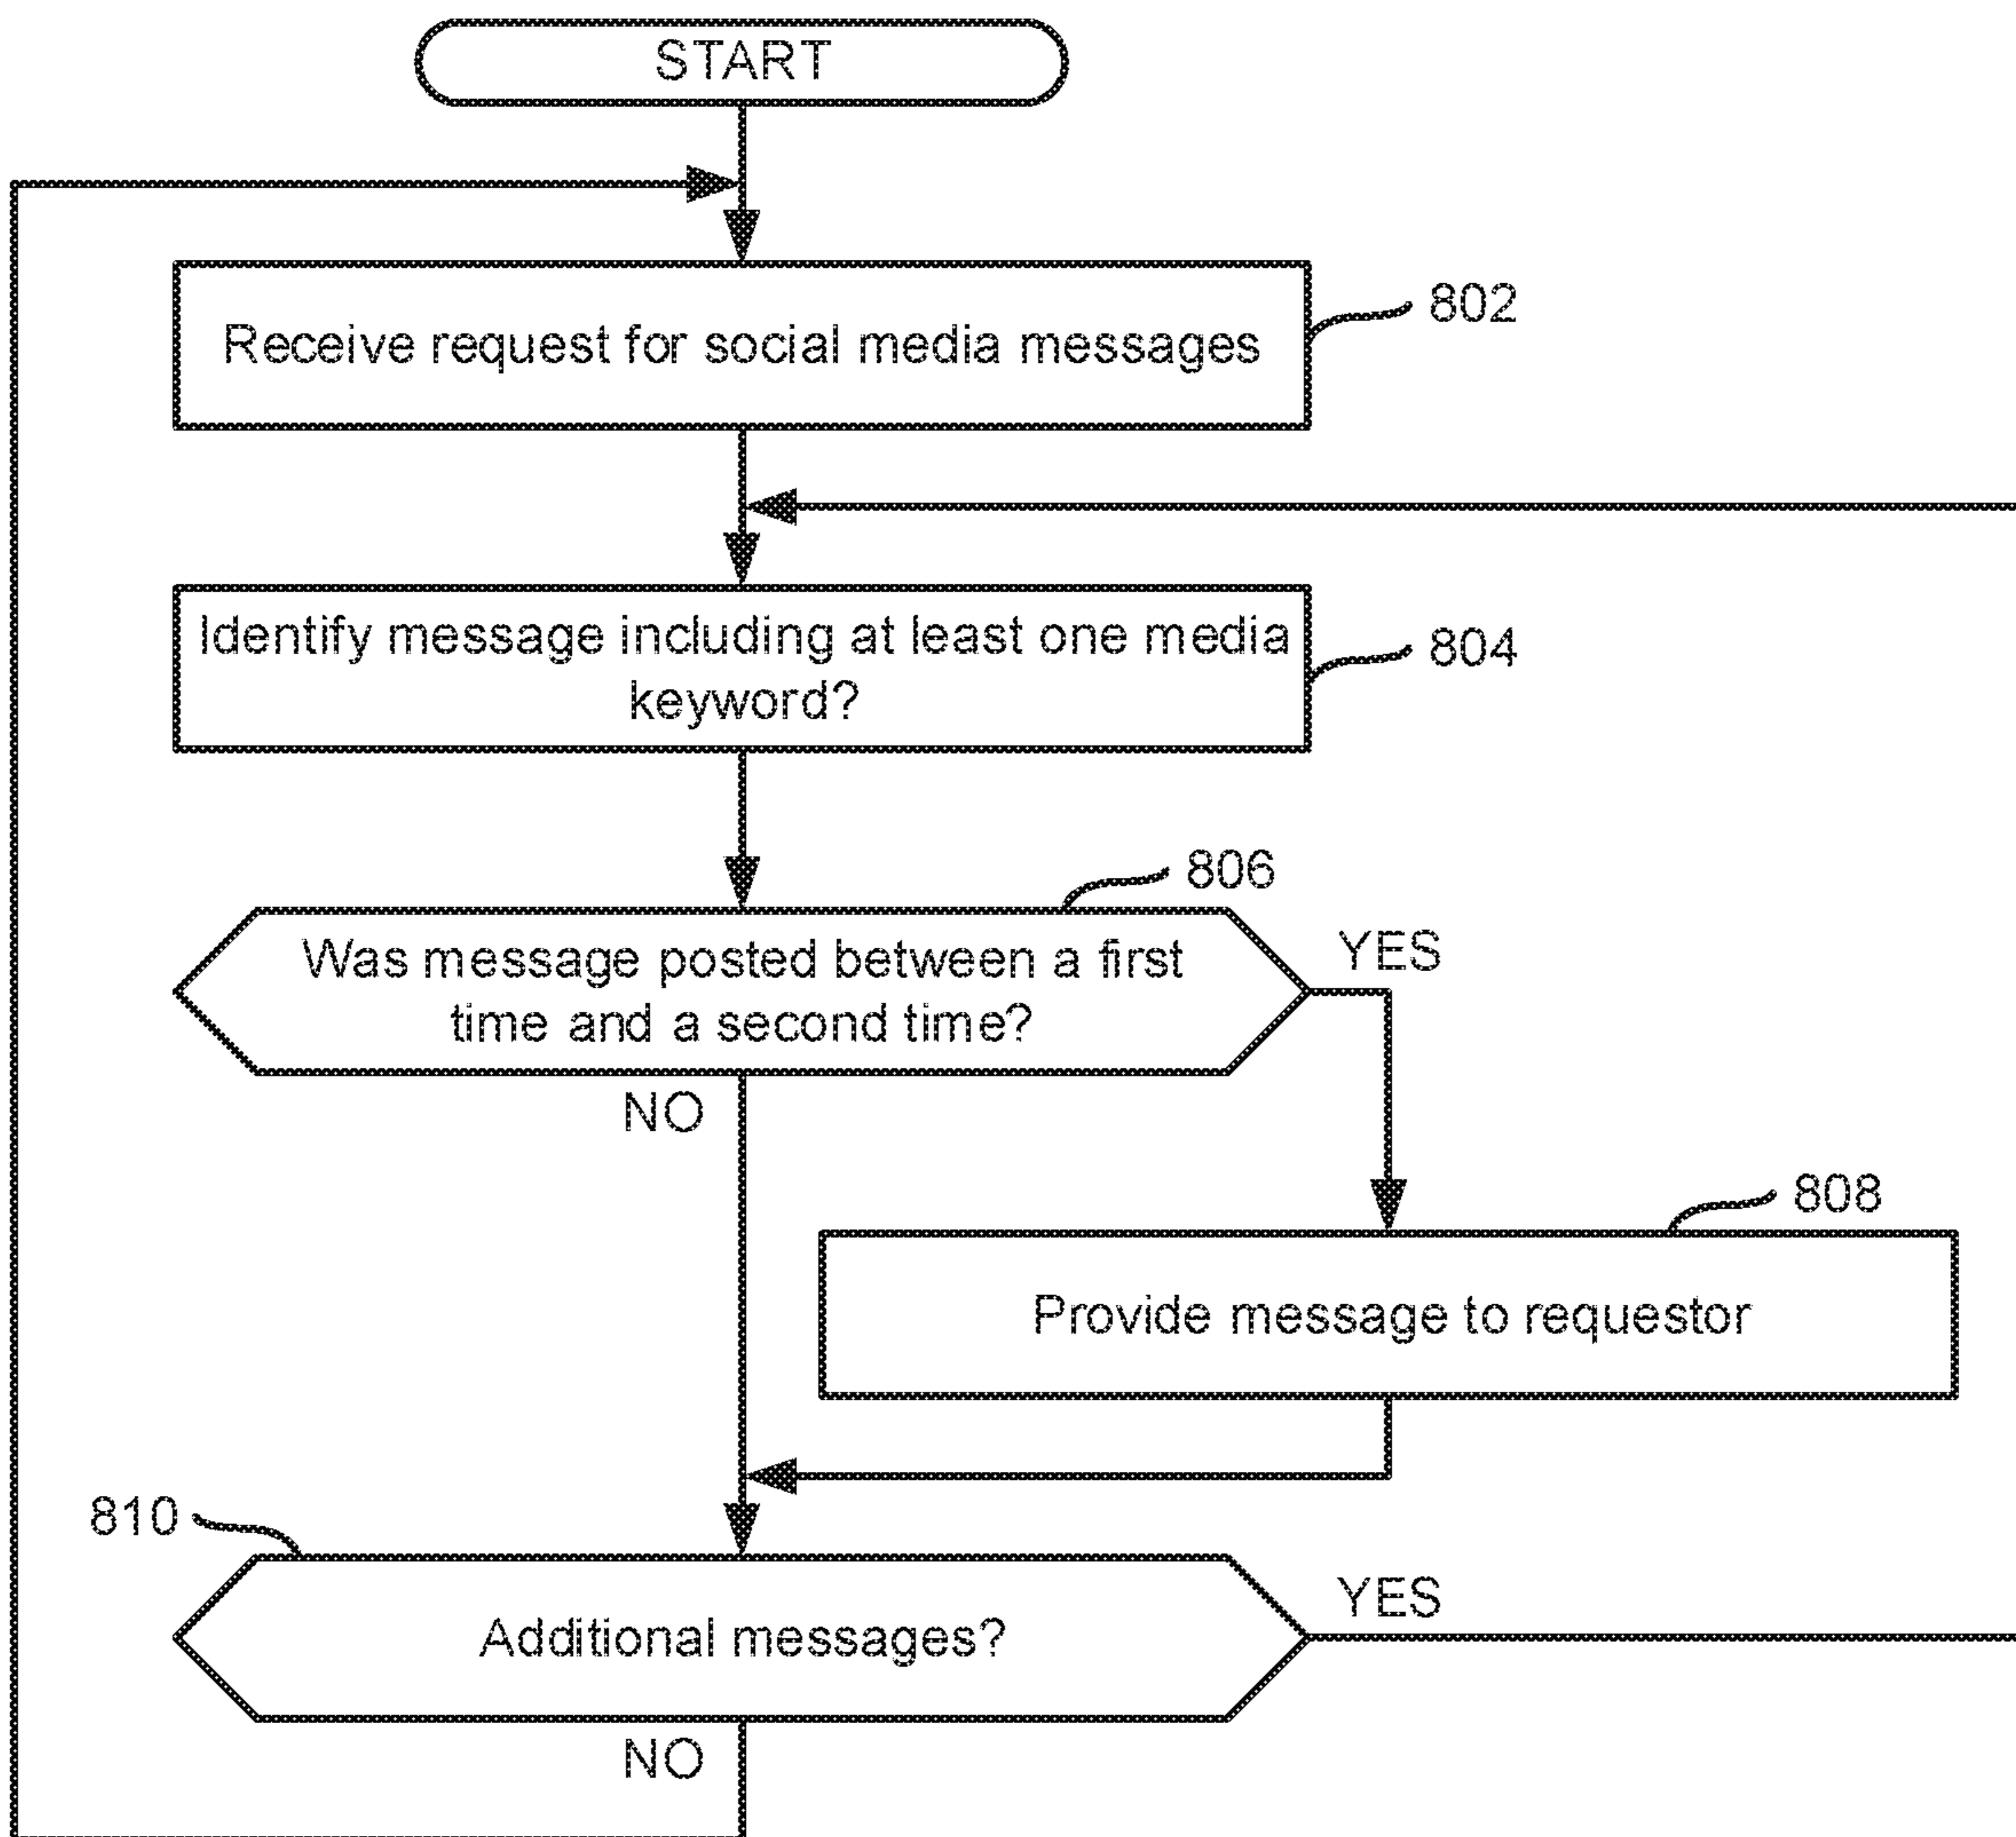 START
802
Receive request for social media messages
Identify message including at least one media
keyword?
804
806
Was message posted between a first
time and a second time?
YES
NO
808
Provide message to requestor
810
Additional messages?
YES
NO